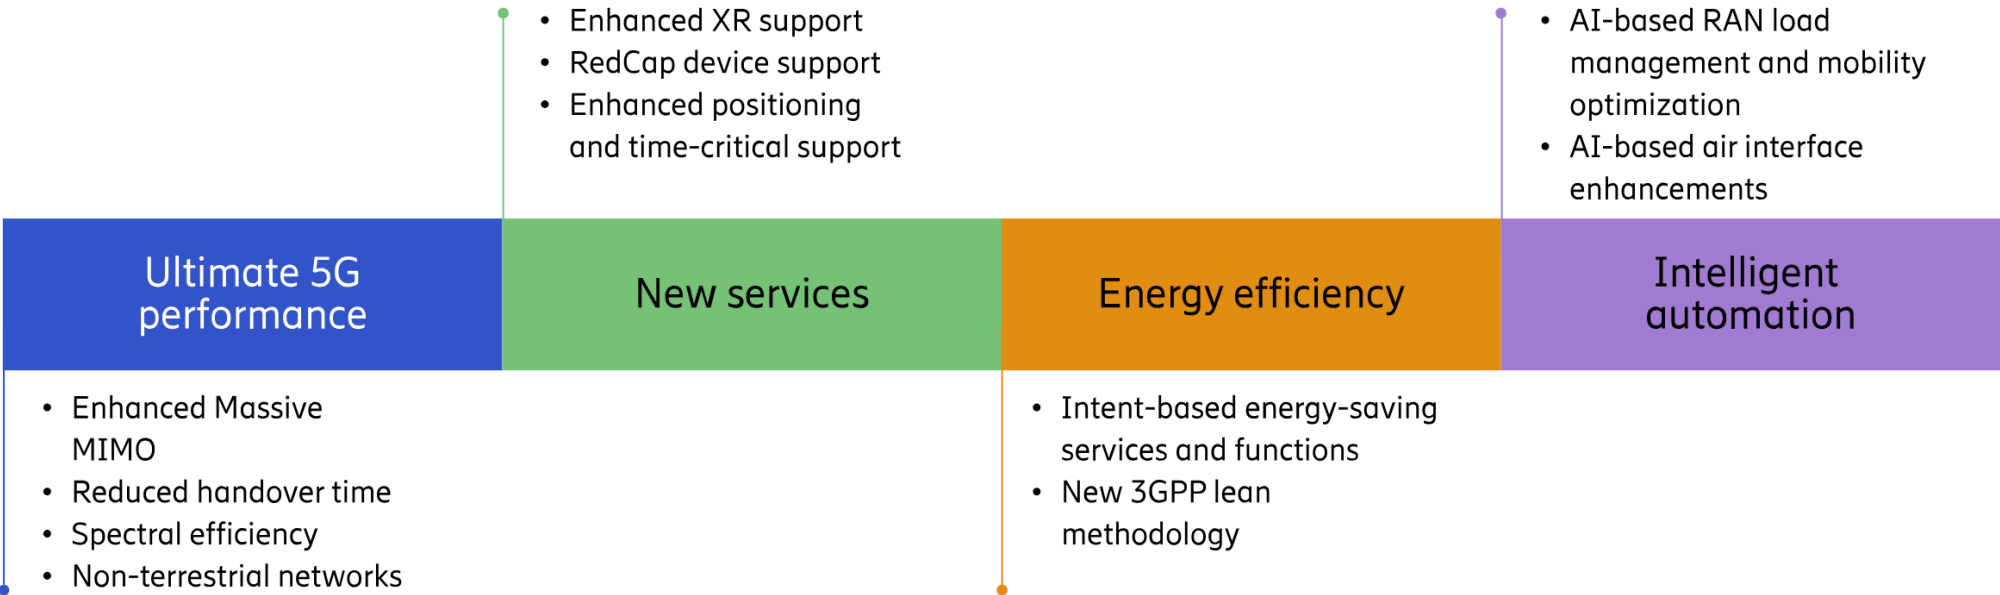 • Enhanced XR support
• RedCap device support
• Enhanced positioning
and time-critical support
• AI-based RAN load
management and mobility
optimization
• AI-based air interface
enhancements
Ultimate 5G
performance
New services
Energy efficiency
Intelligent
automation
• Enhanced Massive
MIMO
• Reduced handover time
• Spectral efficiency
• Non-terrestrial networks
• Intent-based energy-saving
services and functions
• New 3GPP lean
methodology